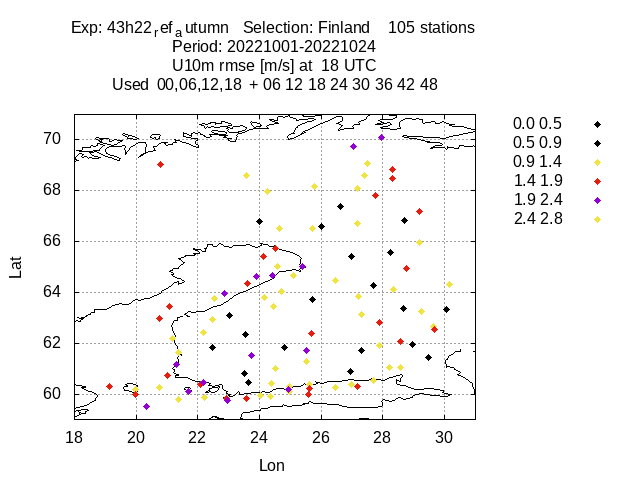 Exp: 43h22ref autumn Selection: Finland 105 stations
Period: 20221001-20221024
U10m rmse [m/s] at 18 UTC
Used 00,06,12,18 + 06 12 18 24 30 36 42 48
0.0 0.5
0.5 0.9
0.9 1.4
1.4 1.9
1.9 2.4
2.4 2.8
70
68
66
64
62
60
Lat
18 20 22 24 26 28 30
Lon